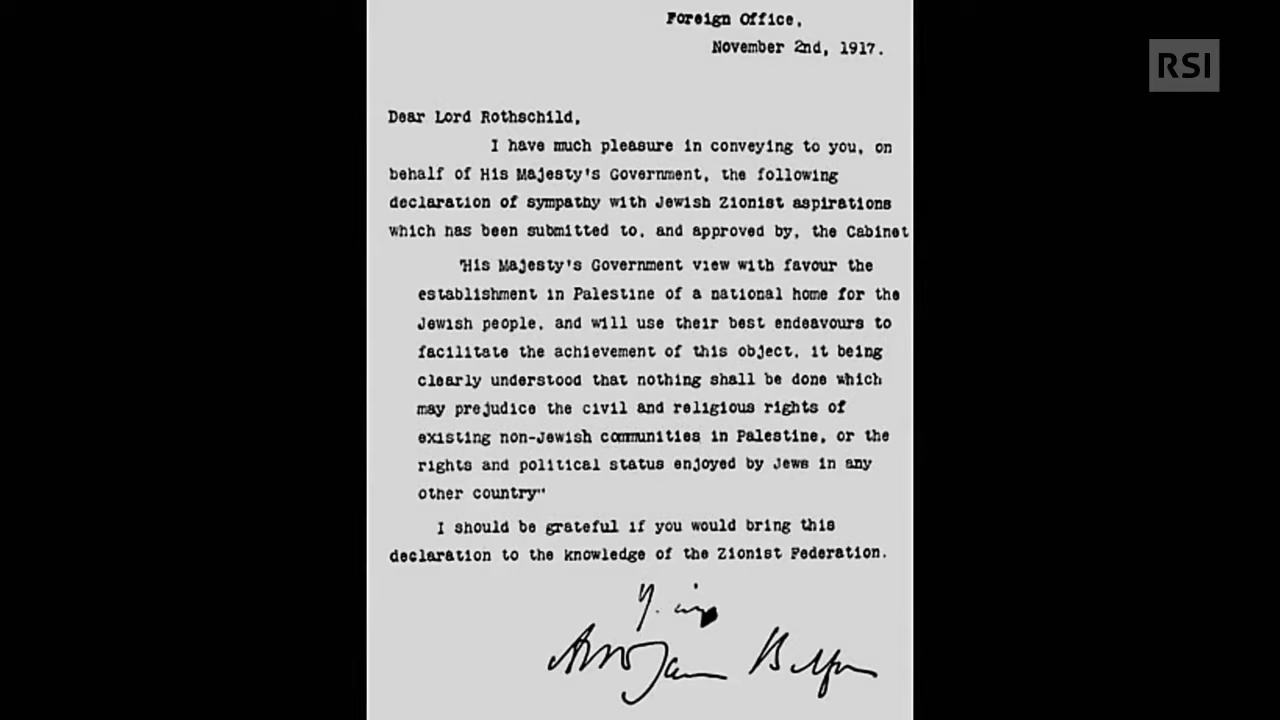 Foreign Office,
November 2nd, 1917.
RSI
Dear Lord Rothschild,
I have much pleasure in conveying to you, on
behalf of His Majesty's Government, the following
declaration of sympathy with Jewish Zionist aspirations
which has been submitted to, and approved by, the Cabinet
"His Majesty's Government view with favour the
establishment in Palestine of a national home for the
Jewish people, and will use their best endeavours to
facilitate the achievement of this object, it being
clearly understood that nothing shall be done which
may prejudice the civil and religious rights of
existing non-Jewish communities in Palestine, or the
rights and political status enjoyed by Jews in any
other country"
I should be grateful if you would bring this
declaration to the knowledge of the Zionist Federation.